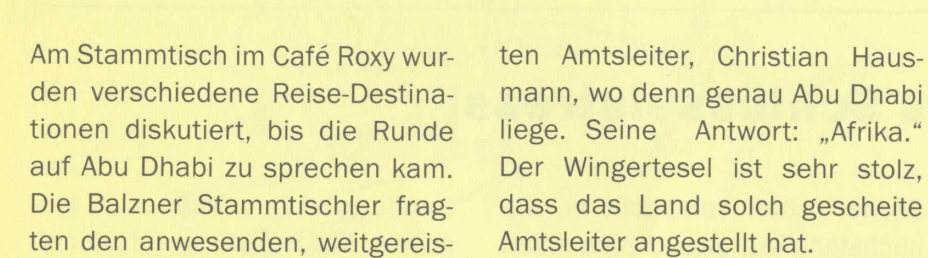 Am Stammtisch im Café Roxy wur-
den verschiedene Reise-Destina-
tionen diskutiert, bis die Runde
auf Abu Dhabi zu sprechen kam.
Die Balzner Stammtischler frag-
ten den anwesenden, weitgereis-
ten Amtsleiter, Christian Haus-
mann, wo denn genau Abu Dhabi
liege. Seine Antwort: „Afrika.“
Der Wingertesel ist sehr stolz,
dass das Land solch gescheite
Amtsleiter angestellt hat.